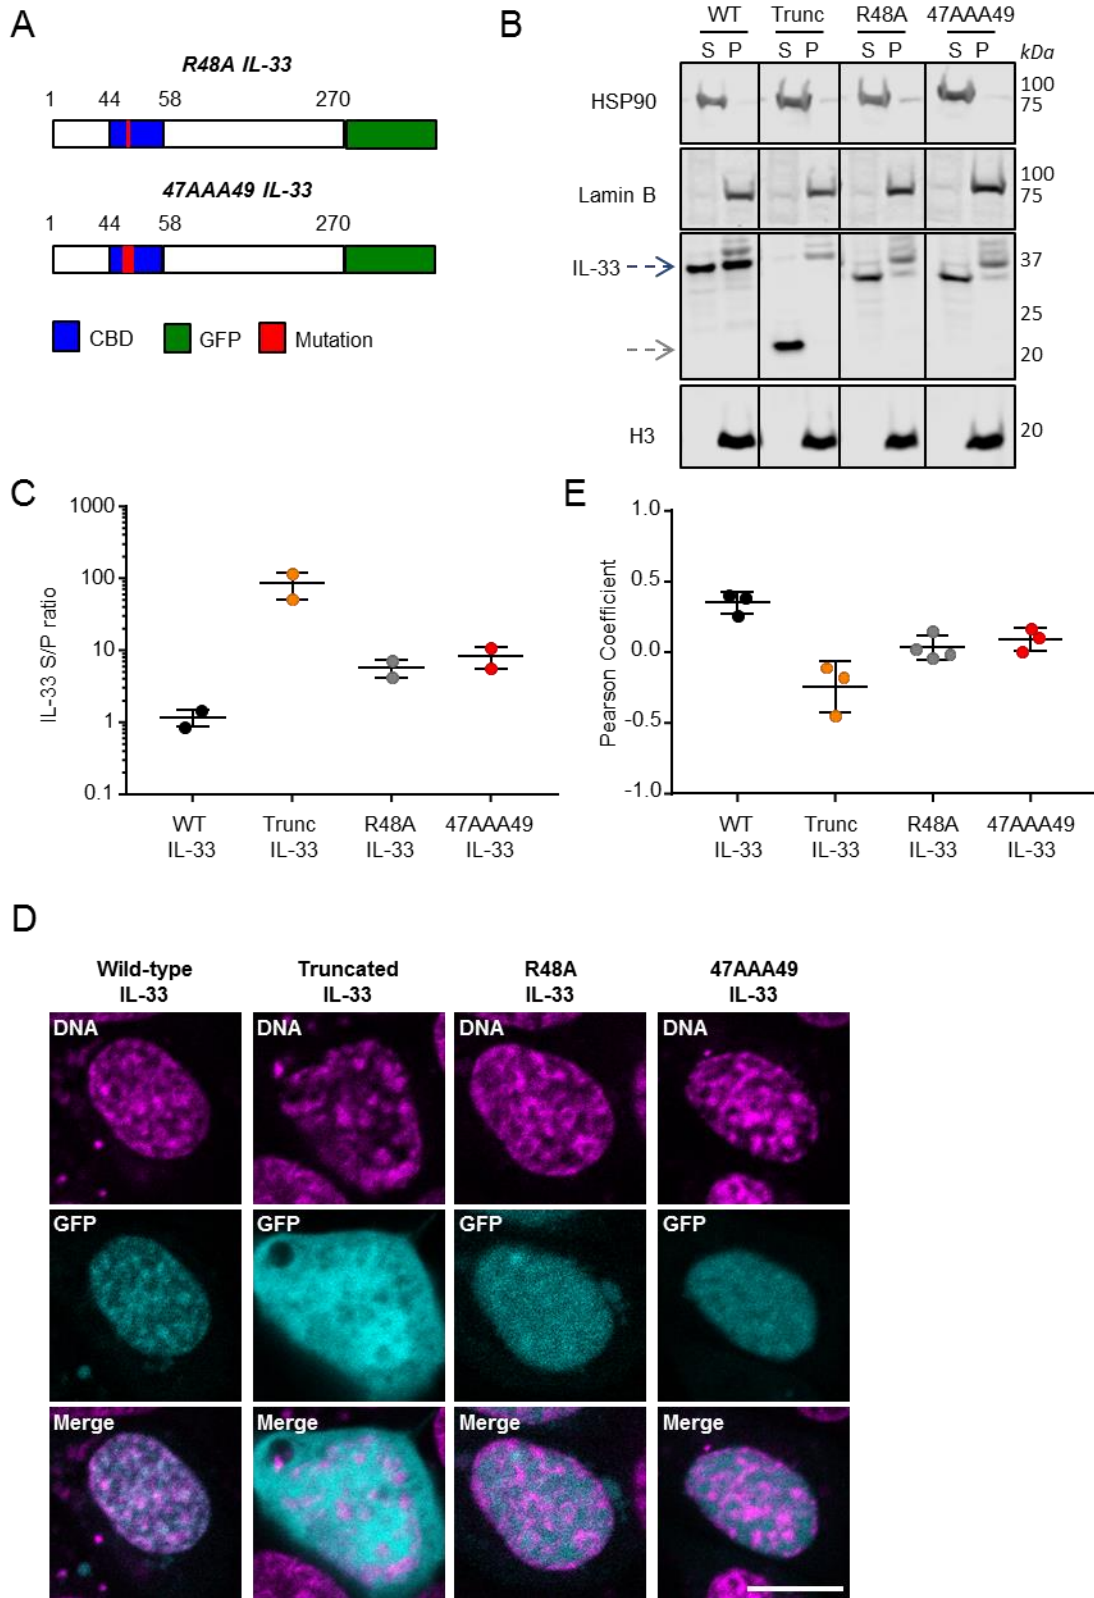 A
R48A IL-33
1 44 58 270
47AAA49 IL-33
1 44 58 270
CBD GFP Mutation
B
WT Trunc R48A 47AAA49
S P S P S P S P kDa
HSP90 100
75
Lamin B 100
75
IL-33 37
25
20
H3 20
C
IL-33 S/P ratio
1000
100
10
1
0.1
WT Trunc R48A 47AAA49
IL-33 IL-33 IL-33 IL-33
E
Pearson Coefficient
1.0
0.5
0.0
-0.5
-1.0
WT Trunc R48A 47AAA49
IL-33 IL-33 IL-33 IL-33
D
Wild-type Truncated R48A 47AAA49
IL-33 IL-33 IL-33 IL-33
DNA DNA DNA DNA
GFP GFP GFP GFP
Merge Merge Merge Merge